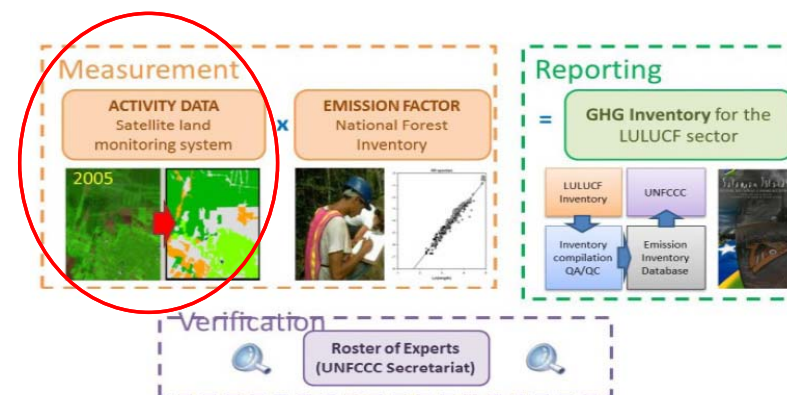 Measurement
ACTIVITY DATA
Satellite land
monitoring system
x
EMISSION FACTOR
National Forest
Inventory
2005
Reporting
=
GHG Inventory for the
LULUCF sector
LULUCF
Inventory
UNFCCC
Inventory
compilation
QA/QC
Emission
Inventory
Database
Verification
Roster of Experts
(UNFCCC Secretariat)